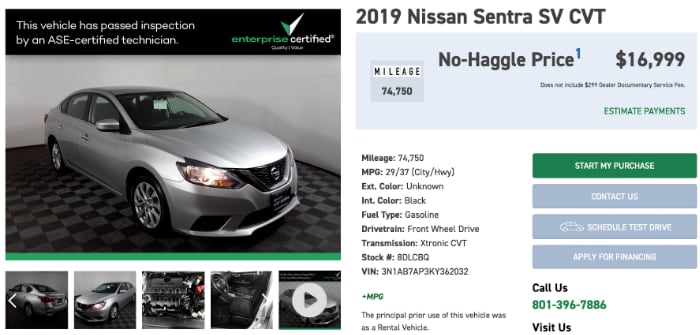 This vehicle has passed inspection
by an ASE-certified technician.
enterprise certified®
Quality | Value
2019 Nissan Sentra SV CVT
MILEAGE
74,750
No-Haggle Price1
$16,999
Does not include $299 Dealer Documentary Service Fee.
ESTIMATE PAYMENTS
Mileage: 74,750
MPG: 29/37 (City/Hwy)
Ext. Color: Unknown
Int. Color: Black
Fuel Type: Gasoline
Drivetrain: Front Wheel Drive
Transmission: Xtronic CVT
Stock #: 8DLCBQ
VIN: 3N1AB7AP3KY362032
+MPG
The principal prior use of this vehicle was
as a Rental Vehicle.
START MY PURCHASE
CONTACT US
SCHEDULE TEST DRIVE
APPLY FOR FINANCING
Call Us
801-396-7886
Visit Us